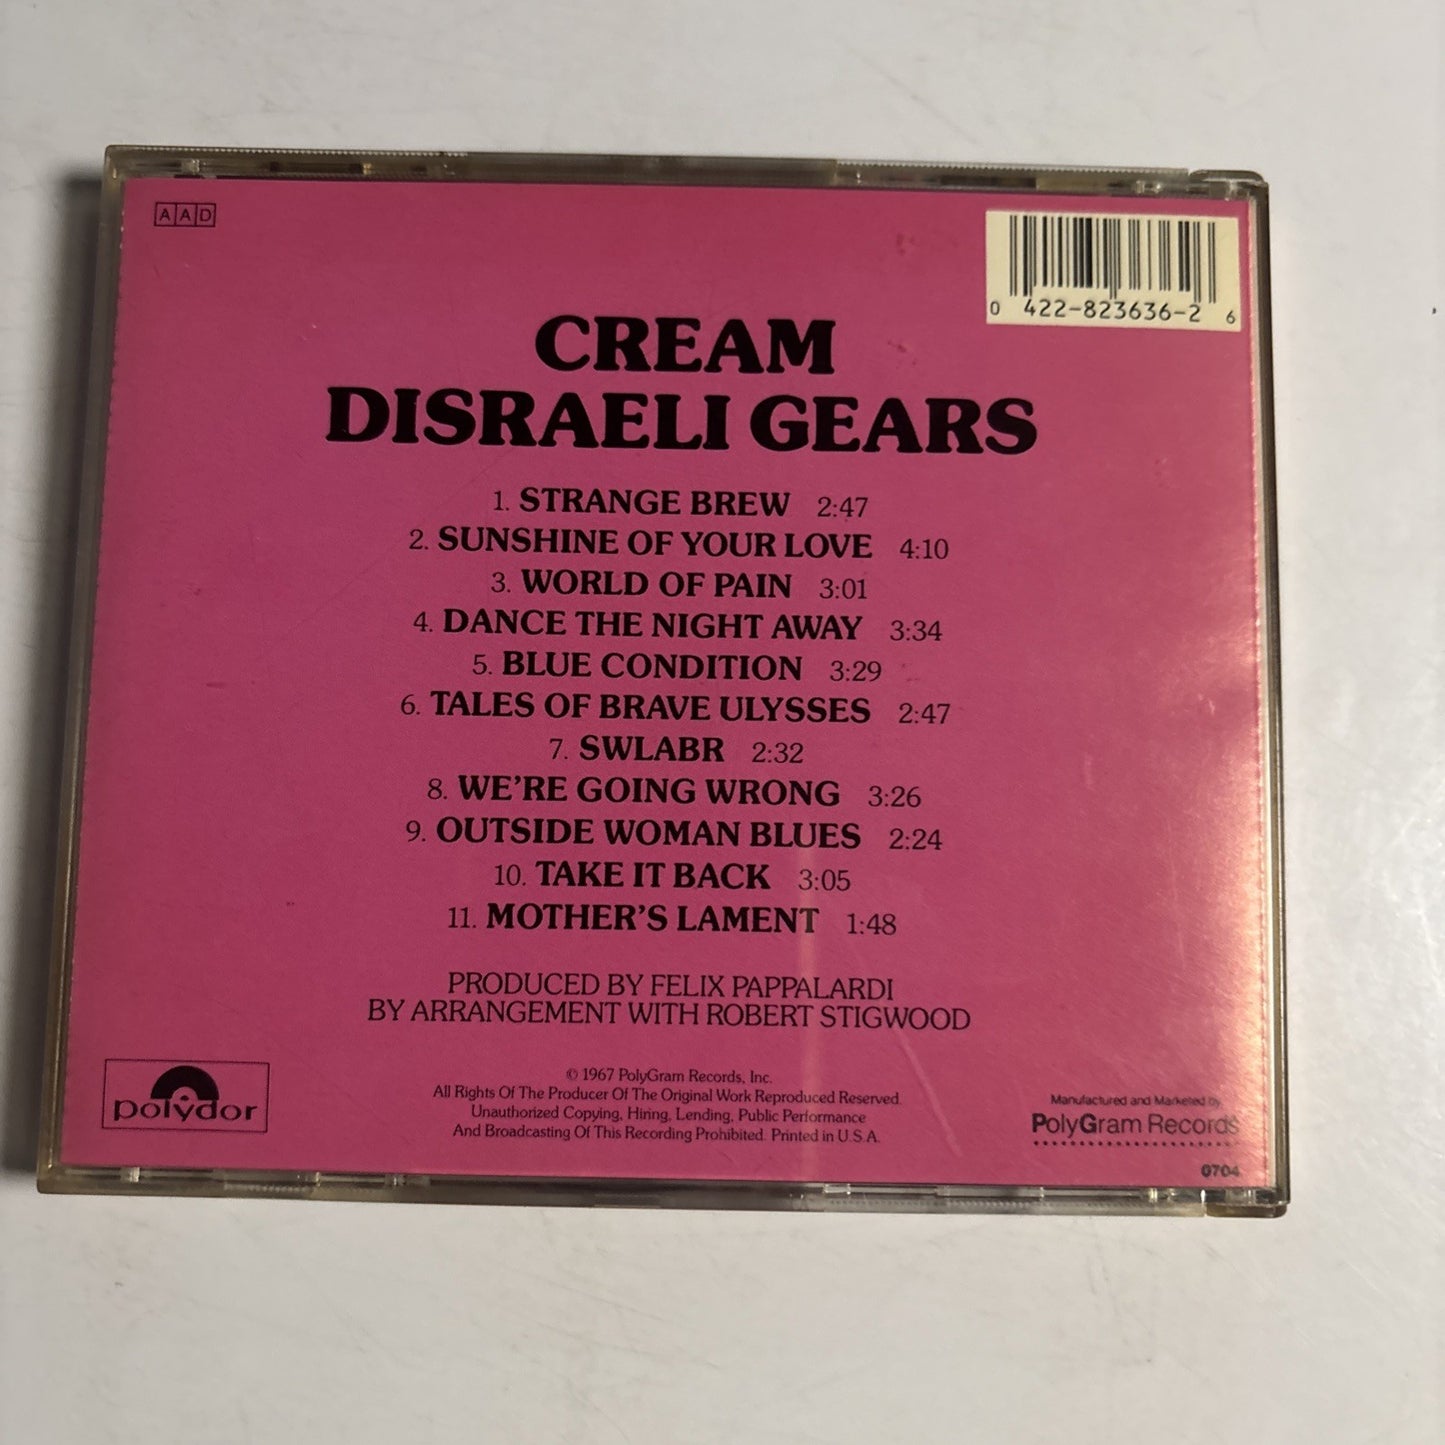 AAD
0 422-823636-2 6
CREAM
DISRAELI GEARS
1. STRANGE BREW 2:47
2. SUNSHINE OF YOUR LOVE 4:10
3. WORLD OF PAIN 3:01
4. DANCE THE NIGHT AWAY 3:34
5. BLUE CONDITION 3:29
6. TALES OF BRAVE ULYSSES 2:47
7. SWLABR 2:32
8. WE'RE GOING WRONG 3:26
9. OUTSIDE WOMAN BLUES 2:24
10. TAKE IT BACK 3:05
11. MOTHER'S LAMENT 1:48
PRODUCED BY FELIX PAPPALARDI
BY ARRANGEMENT WITH ROBERT STIGWOOD
© 1967 PolyGram Records, Inc.
All Rights Of The Producer Of The Original Work Reproduced Reserved.
Unauthorized Copying, Hiring, Lending, Public Performance
And Broadcasting Of This Recording Prohibited. Printed in U.S.A.
polydor
Manufactured and Marketed by
PolyGram Records
0704